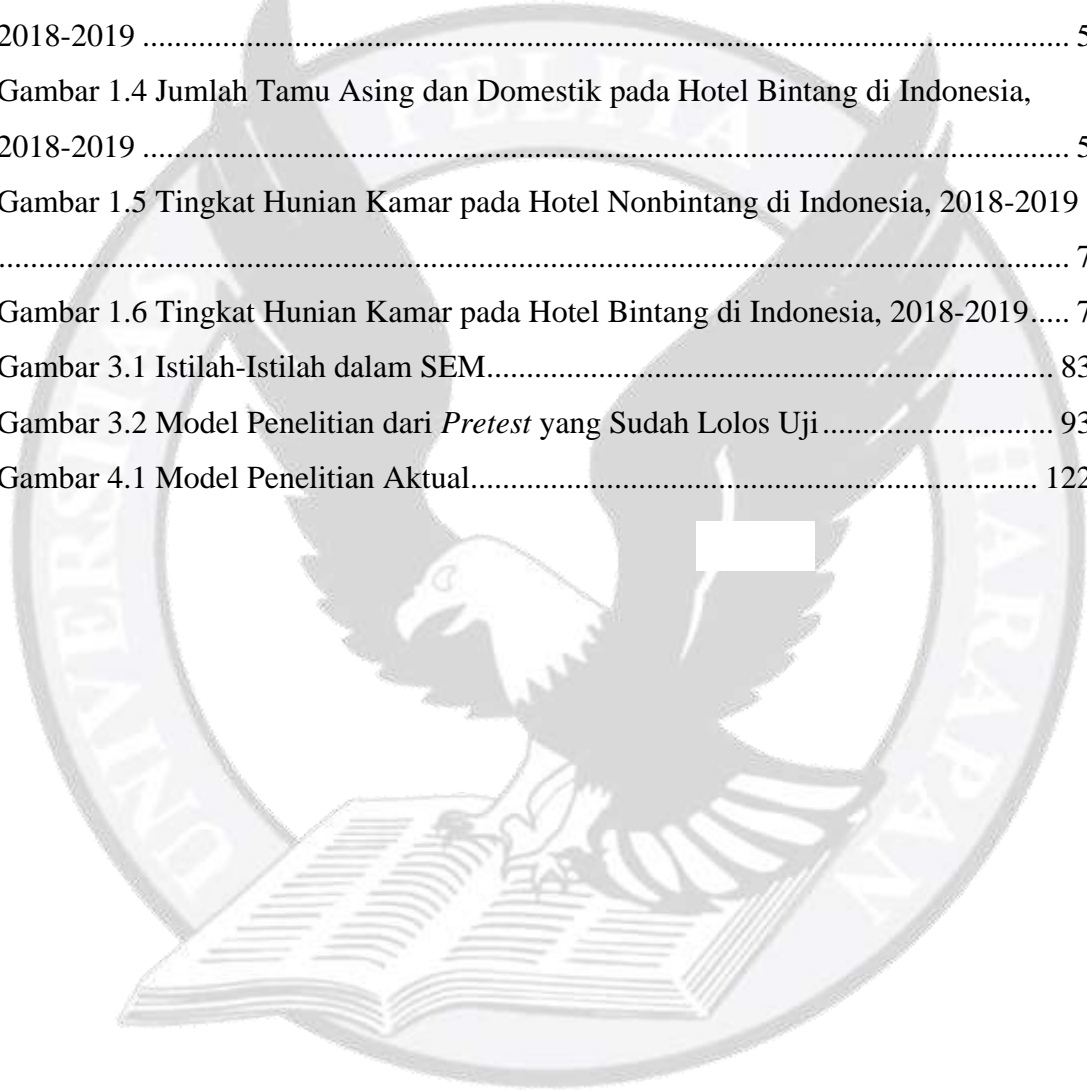 2018-2019 ........................................................................................................................ 5
Gambar 1.4 Jumlah Tamu Asing dan Domestik pada Hotel Bintang di Indonesia,
2018-2019 ........................................................................................................................ 5
Gambar 1.5 Tingkat Hunian Kamar pada Hotel Nonbintang di Indonesia, 2018-2019
........................................................................................................................................ 7
Gambar 1.6 Tingkat Hunian Kamar pada Hotel Bintang di Indonesia, 2018-2019..... 7
Gambar 3.1 Istilah-Istilah dalam SEM......................................................................... 83
Gambar 3.2 Model Penelitian dari Pretest yang Sudah Lolos Uji............................ 93
Gambar 4.1 Model Penelitian Aktual......................................................................... 122
UNIVERSITAS PELITA HARAPAN